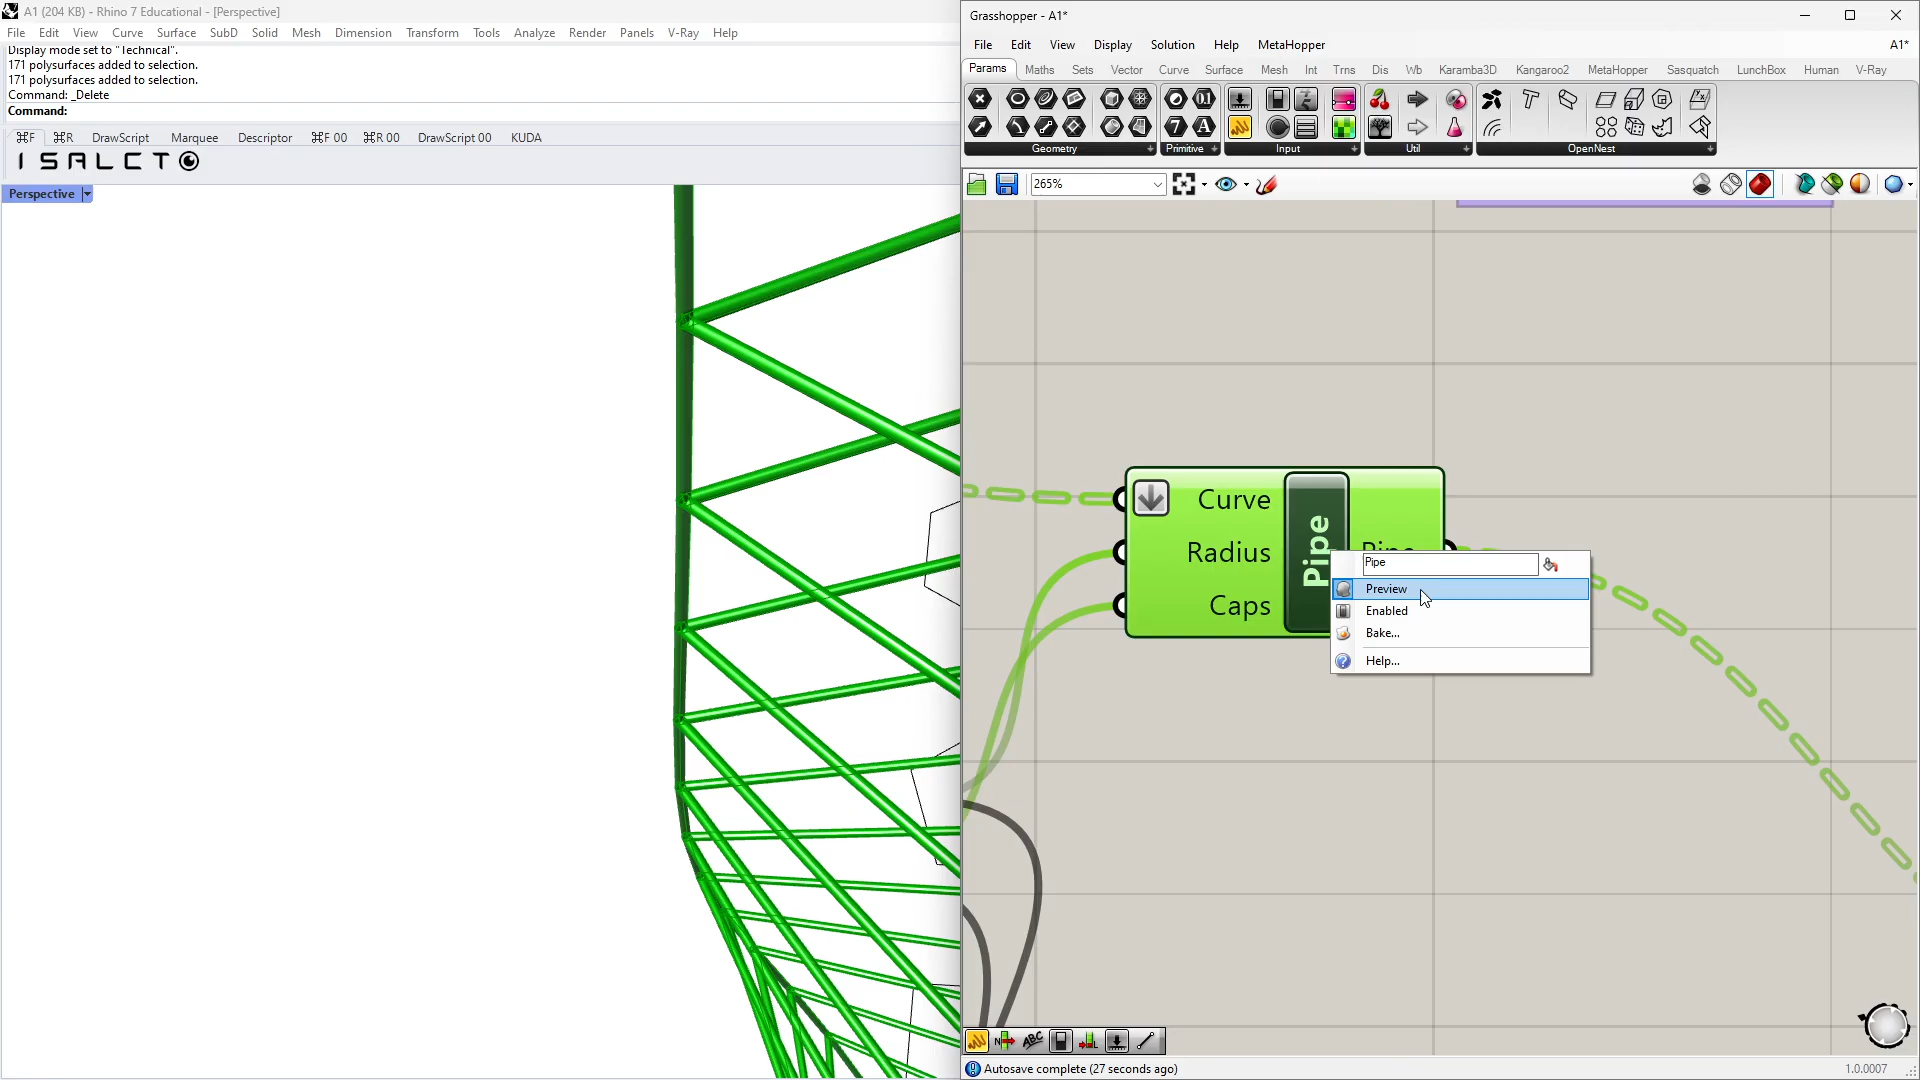 A1 (204 KB) - Rhino 7 Educational - [Perspective]
File Edit View Curve Surface SubD Solid Mesh Dimension Transform Tools Analyze Render Panels V-Ray Help
Display mode set to "Technical".
171 polysurfaces added to selection.
171 polysurfaces added to selection.
Command: _Delete
Command:
⌘F ⌘R DrawScript Marquee Descriptor ⌘F 00 ⌘R 00 DrawScript 00 KUDA
Perspective
Grasshopper - A1*
File Edit View Display Solution Help MetaHopper A1*
Params Maths Sets Vector Curve Surface Mesh Int Trns Dis Wb Karamba3D Kangaroo2 MetaHopper Sasquatch LunchBox Human V-Ray
Geometry Primitive Input Util OpenNest
265%
Curve
Radius
Caps
Pipe
Pipe
Pipe
Preview
Enabled
Bake...
Help...
Autosave complete (27 seconds ago)
1.0.0007